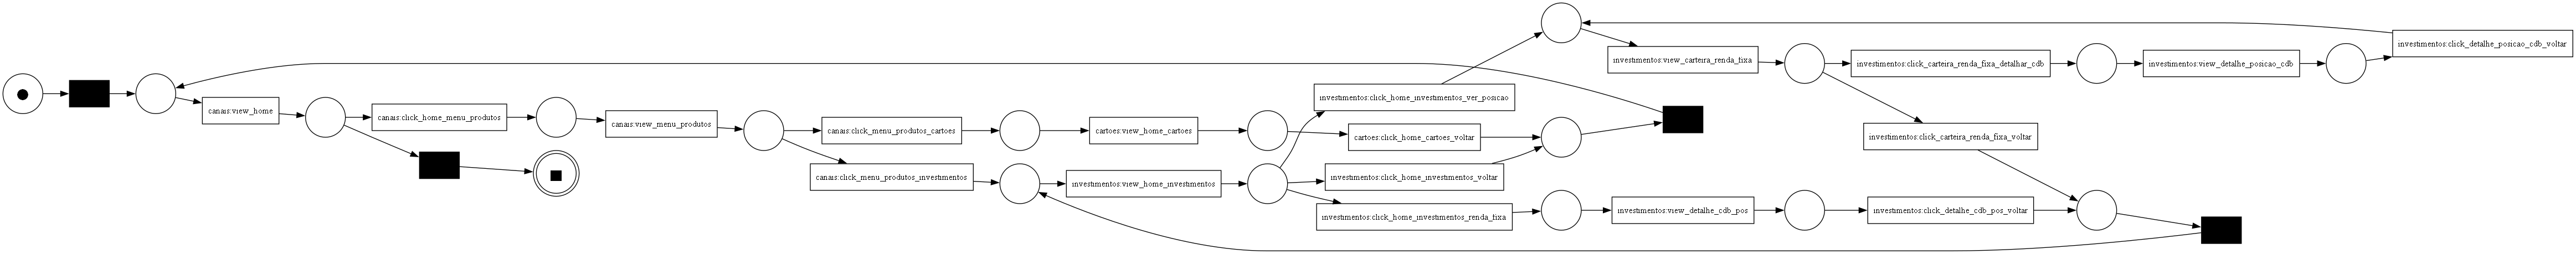 canais:view_home
canais:click_home_menu_produtos
canais:view_menu_produtos
canais:click_menu_produtos_cartoes
canais:click_menu_produtos_investimentos
cartoes:view_home_cartoes
investimentos:view_home_investimentos
investimentos:click_home_investimentos_ver_posicao
cartoes:click_home_cartoes_voltar
investimentos:click_home_investimentos_voltar
investimentos:click_home_investimentos_renda_fixa
investimentos:view_carteira_renda_fixa
investimentos:view_detalhe_cdb_pos
investimentos:click_carteira_renda_fixa_detalhar_cdb
investimentos:click_carteira_renda_fixa_voltar
investimentos:click_detalhe_cdb_pos_voltar
investimentos:view_detalhe_posicao_cdb
investimentos:click_detalhe_posicao_cdb_voltar